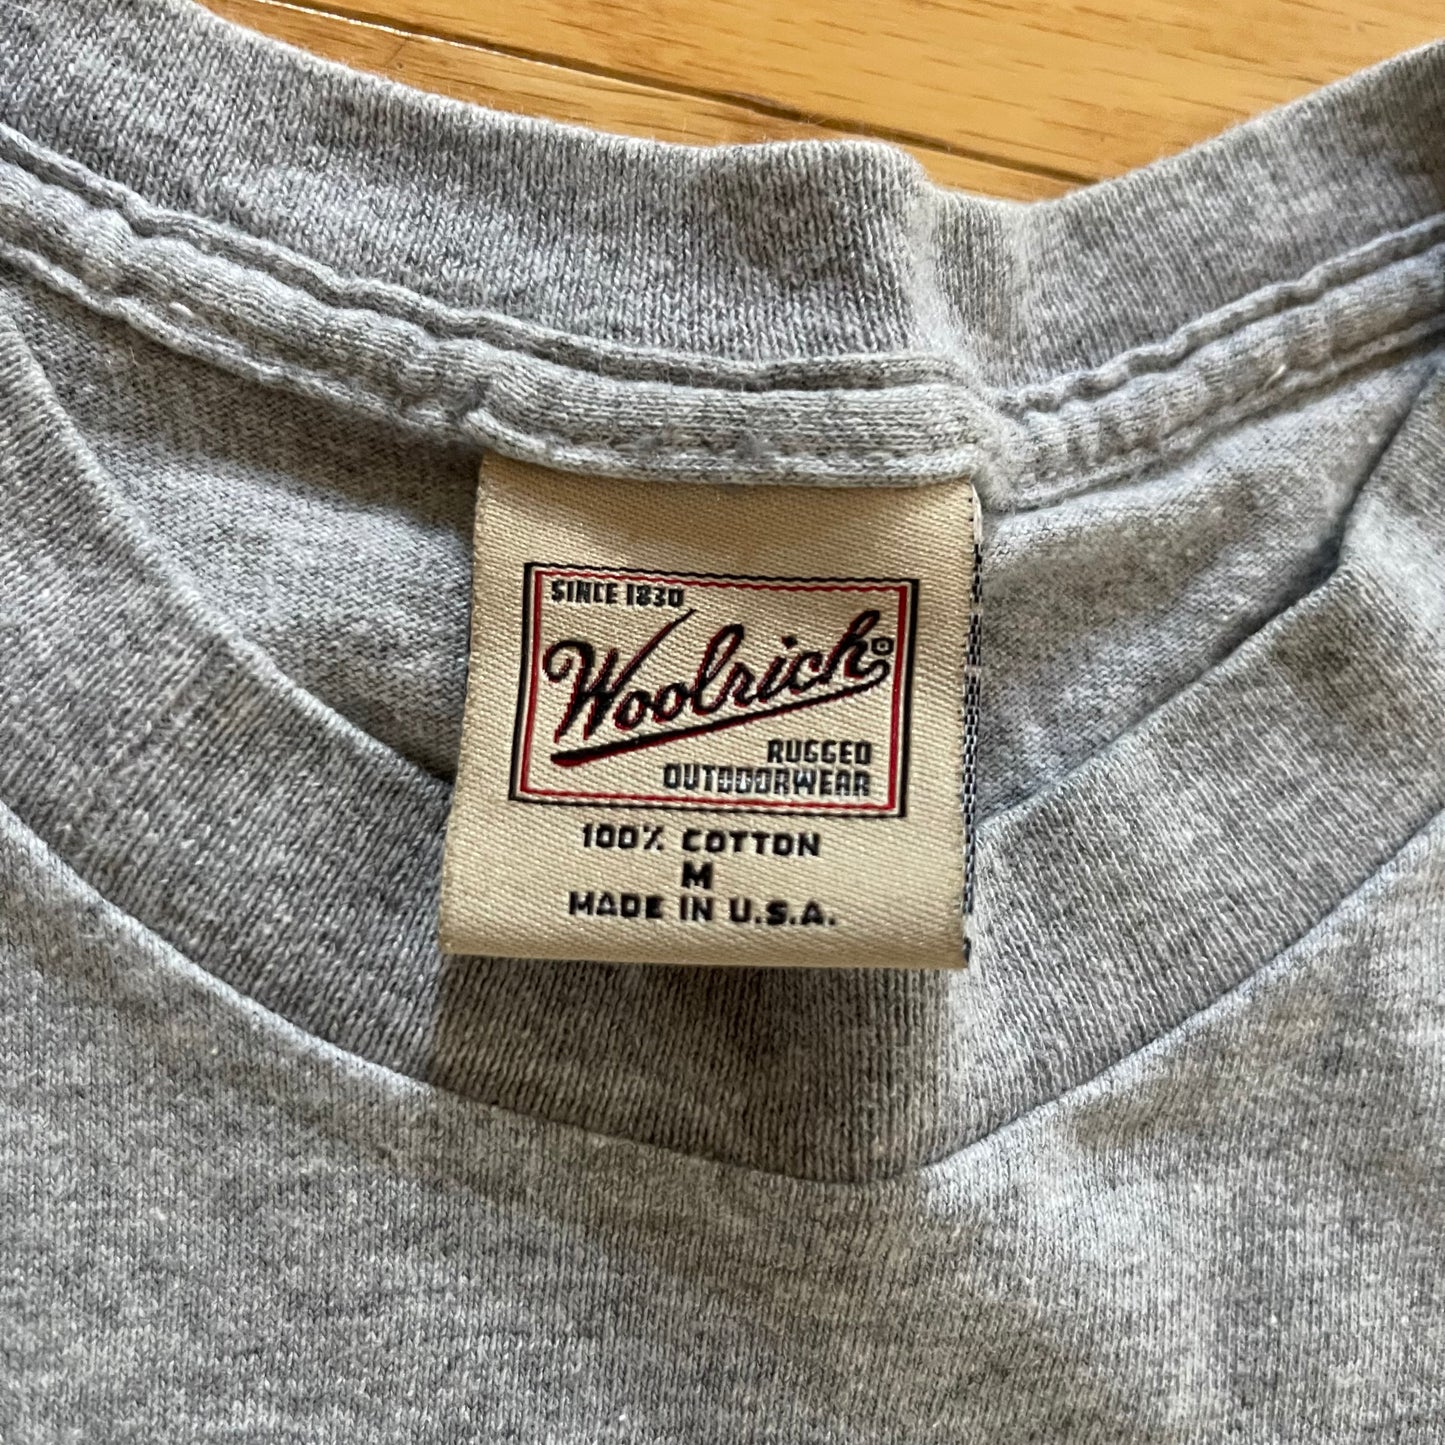 SINCE 1830
Woolrich®
RUGGED
OUTDOORWEAR
100% COTTON
M
MADE IN U.S.A.